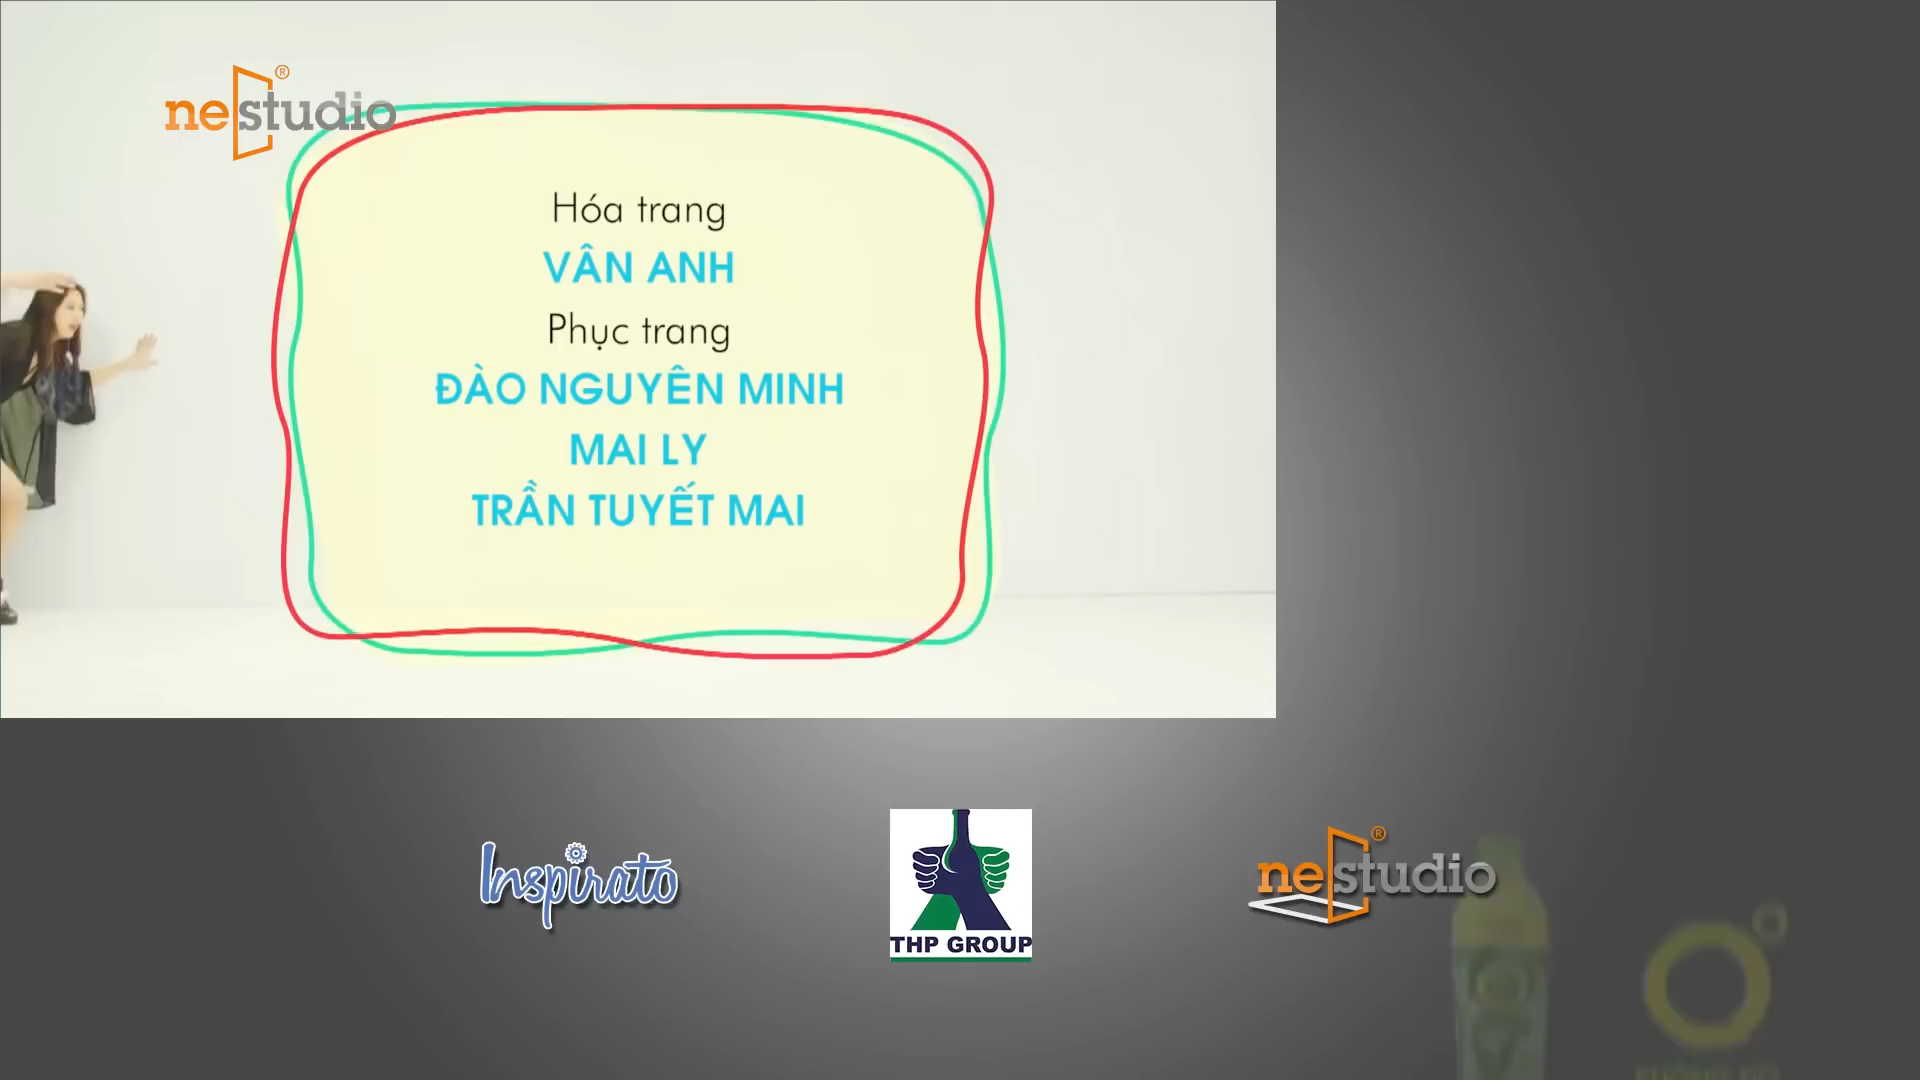 nestudio®
Hóa trang
VÂN ANH
Phục trang
ĐÀO NGUYÊN MINH
MAI LY
TRẦN TUYẾT MAI
Inspirato
THP GROUP
nestudio®